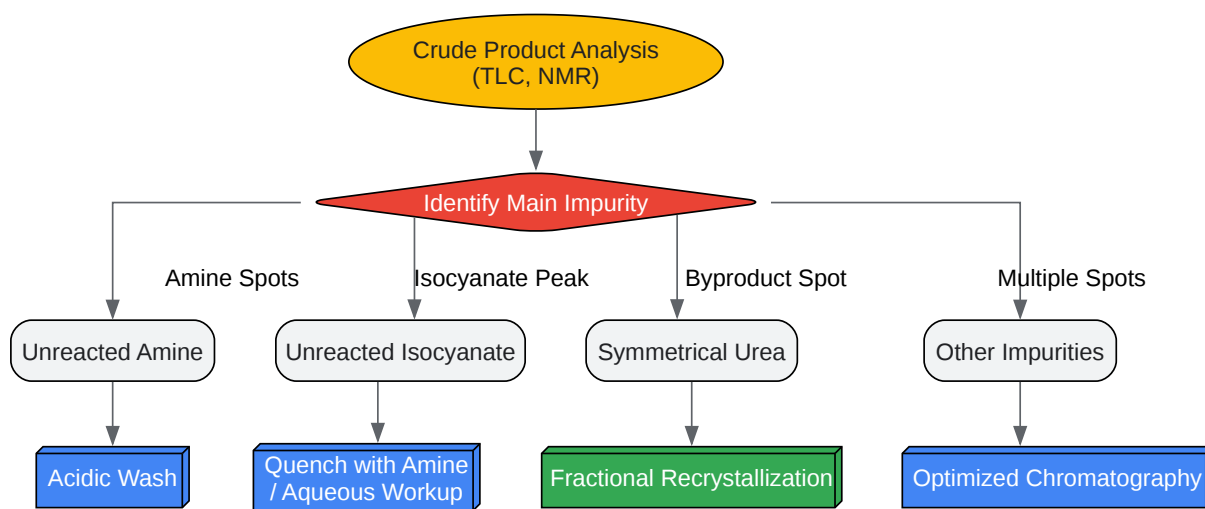 Crude Product Analysis
(TLC, NMR)
Identify Main Impurity
Amine Spots
Isocyanate Peak
Byproduct Spot
Multiple Spots
Unreacted Amine
Unreacted Isocyanate
Symmetrical Urea
Other Impurities
Acidic Wash
Quench with Amine
/ Aqueous Workup
Fractional Recrystallization
Optimized Chromatography